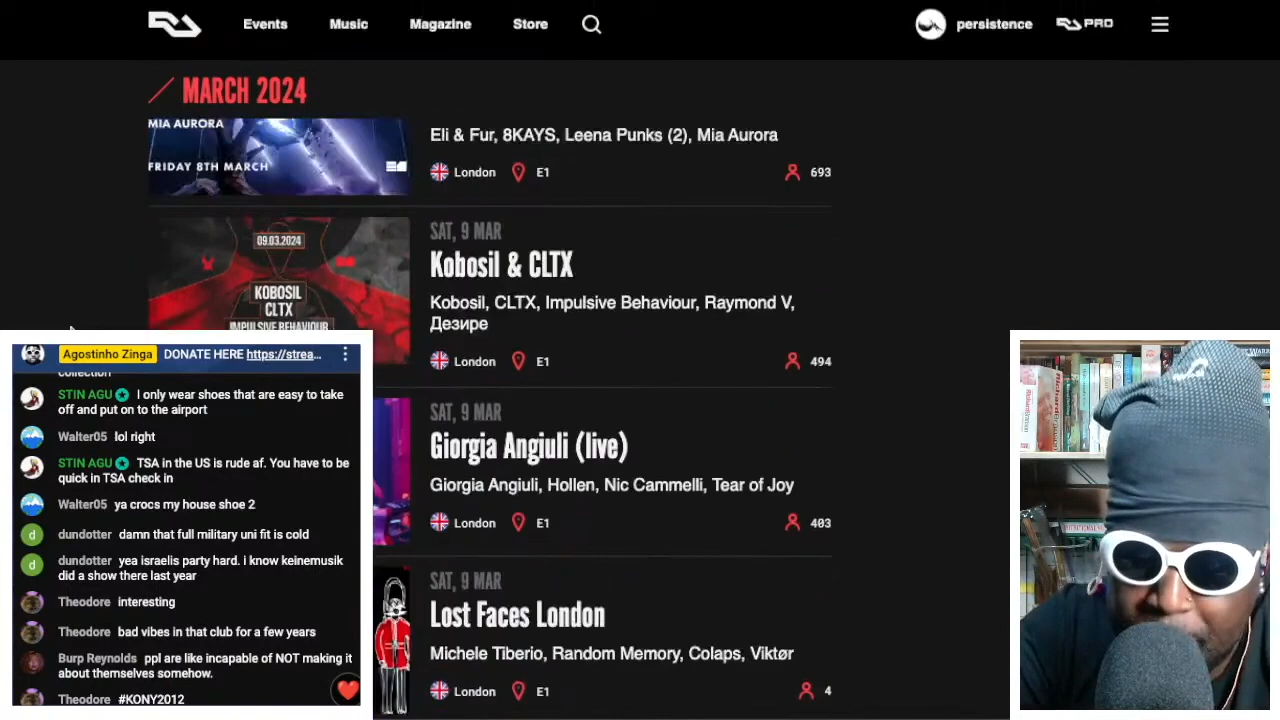 Events
Music
Magazine
Store
persistence
PRO
MARCH 2024
MIA AURORA
FRIDAY 8TH MARCH
Eli & Fur, 8KAYS, Leena Punks (2), Mia Aurora
London
E1
693
09.03.2024
KOBOSIL
CLTX
IMPULSIVE BEHAVIOUR
SAT, 9 MAR
Kobosil & CLTX
Kobosil, CLTX, Impulsive Behaviour, Raymond V,
Дезире
London
E1
494
SAT, 9 MAR
Giorgia Angiuli (live)
Giorgia Angiuli, Hollen, Nic Cammelli, Tear of Joy
London
E1
403
SAT, 9 MAR
Lost Faces London
Michele Tiberio, Random Memory, Colaps, Viktør
London
E1
4
Agostinho Zinga DONATE HERE https://strea...
collection
STIN AGU I only wear shoes that are easy to take
off and put on to the airport
Walter05 lol right
STIN AGU TSA in the US is rude af. You have to be
quick in TSA check in
Walter05 ya crocs my house shoe 2
d
dundotter damn that full military uni fit is cold
d
dundotter yea israelis party hard. i know keinemusik
did a show there last year
Theodore interesting
Theodore bad vibes in that club for a few years
Burp Reynolds ppl are like incapable of NOT making it
about themselves somehow.
Theodore #KONY2012